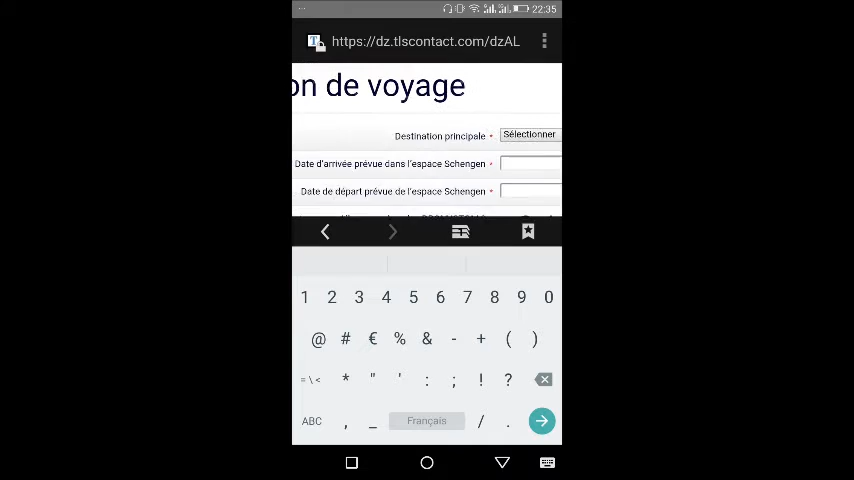 22:35
https://dz.tlscontact.com/dzAL
on de voyage
Destination principale * Sélectionner
Date d'arrivée prévue dans l'espace Schengen *
Date de départ prévue de l'espace Schengen *
1 2 3 4 5 6 7 8 9 0
@ # € % & - + ( )
= \ < * " ' : ; ! ?
ABC , _ Français / .